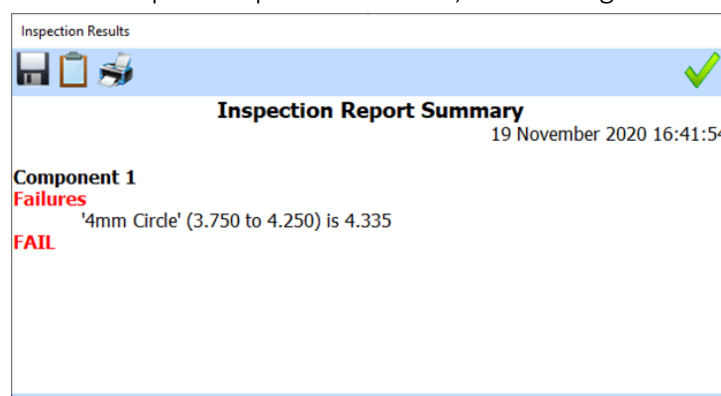 Inspection Results
Inspection Report Summary
19 November 2020 16:41:54
Component 1
Failures
'4mm Circle' (3.750 to 4.250) is 4.335
FAIL